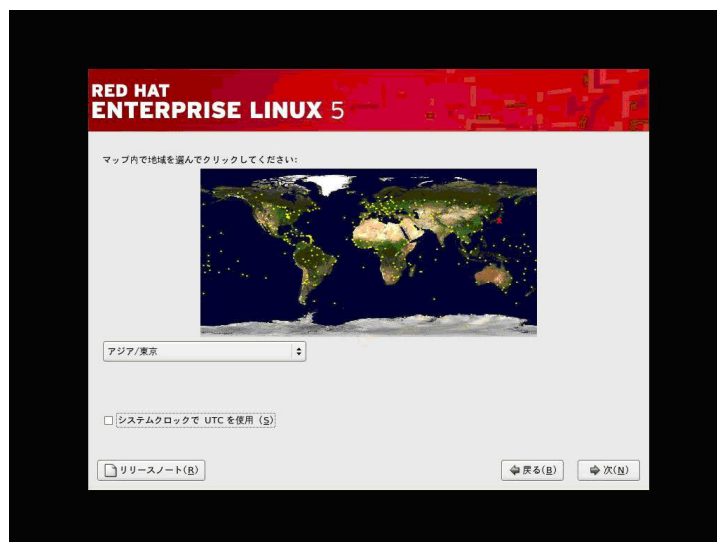 RED HAT
ENTERPRISE LINUX 5
マップ内で地域を選んでクリックしてください:
アジア/東京
システムクロックで UTC を使用 (S)
リリースノート(R)
戻る(B)
次(N)